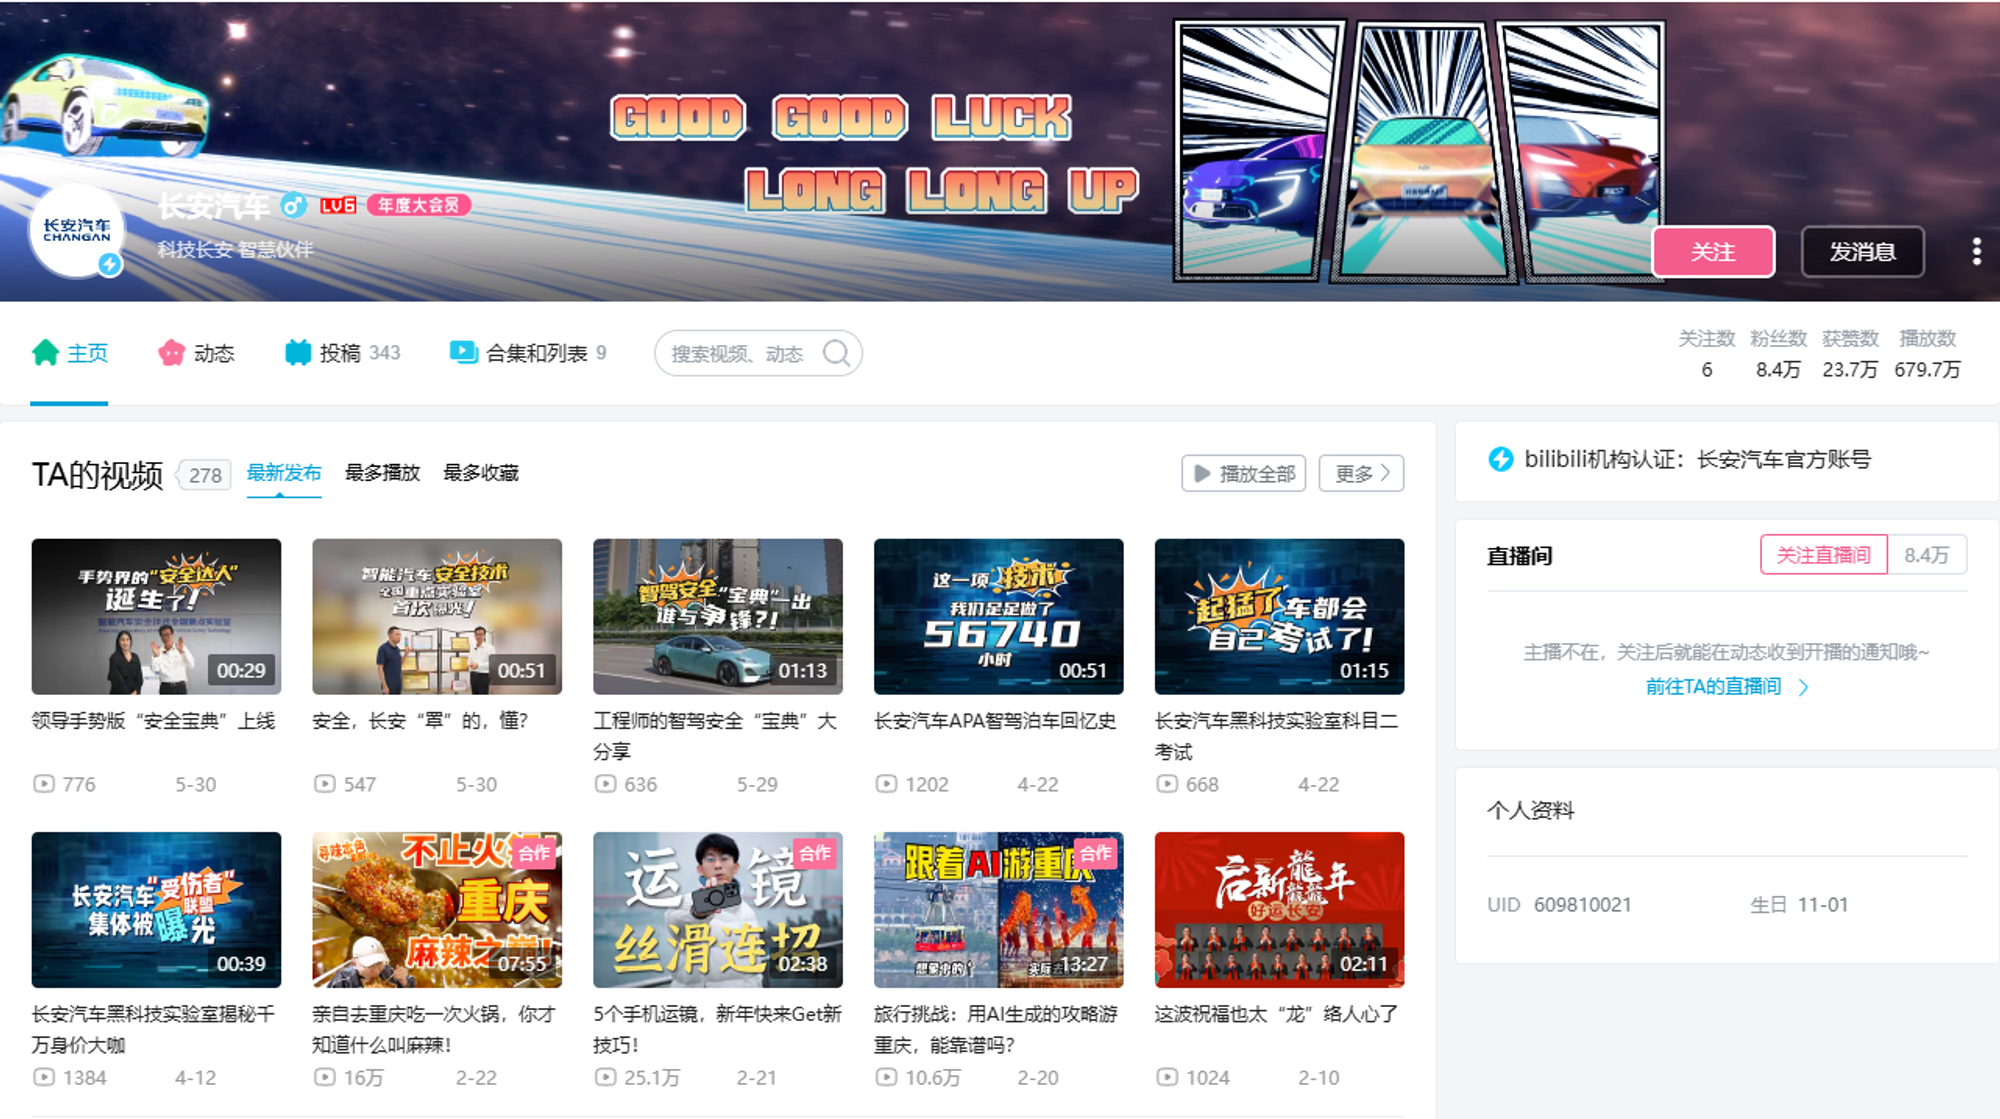 GOOD GOOD LUCK
LONG LONG UP
长安汽车
CHANGAN
长安汽车 LV6 年度大会员
科技长安 智慧伙伴
关注
发消息
主页
动态
投稿 343
合集和列表 9
搜索视频、动态
关注数 粉丝数 获赞数 播放数
6 8.4万 23.7万 679.7万
TA的视频 278 最新发布 最多播放 最多收藏
播放全部
更多
手势界的“安全达人”
诞生了！
00:29
领导手势版“安全宝典”上线
776 5-30
智能汽车安全技术
全国重点实验室
首次曝光！
00:51
安全，长安“罩”的，懂？
547 5-30
智驾安全“宝典”一出
谁与争锋？！
01:13
工程师的智驾安全“宝典”大
分享
636 5-29
这一项技术
我们足足做了
56740
小时
00:51
长安汽车APA智驾泊车回忆史
1202 4-22
起猛了车都会
自己考试了！
01:15
长安汽车黑科技实验室科目二
考试
668 4-22
长安汽车“受伤者”
联盟
集体被曝光
00:39
长安汽车黑科技实验室揭秘千
万身价大咖
1384 4-12
寻味本色
不止火锅！
合作
重庆
麻辣之巅！
07:55
亲自去重庆吃一次火锅，你才
知道什么叫麻辣！
16万 2-22
运镜
合作
丝滑连招
02:38
5个手机运镜，新年快来Get新
技巧！
25.1万 2-21
跟着AI游重庆
合作
想象中的
实际去
13:27
旅行挑战：用AI生成的攻略游
重庆，能靠谱吗？
10.6万 2-20
启新龍年
好运长安
02:11
这波祝福也太“龙”络人心了
1024 2-10
bilibili机构认证：长安汽车官方账号
直播间
关注直播间 8.4万
主播不在，关注后就能在动态收到开播的通知哦~
前往TA的直播间
个人资料
UID 609810021 生日 11-01